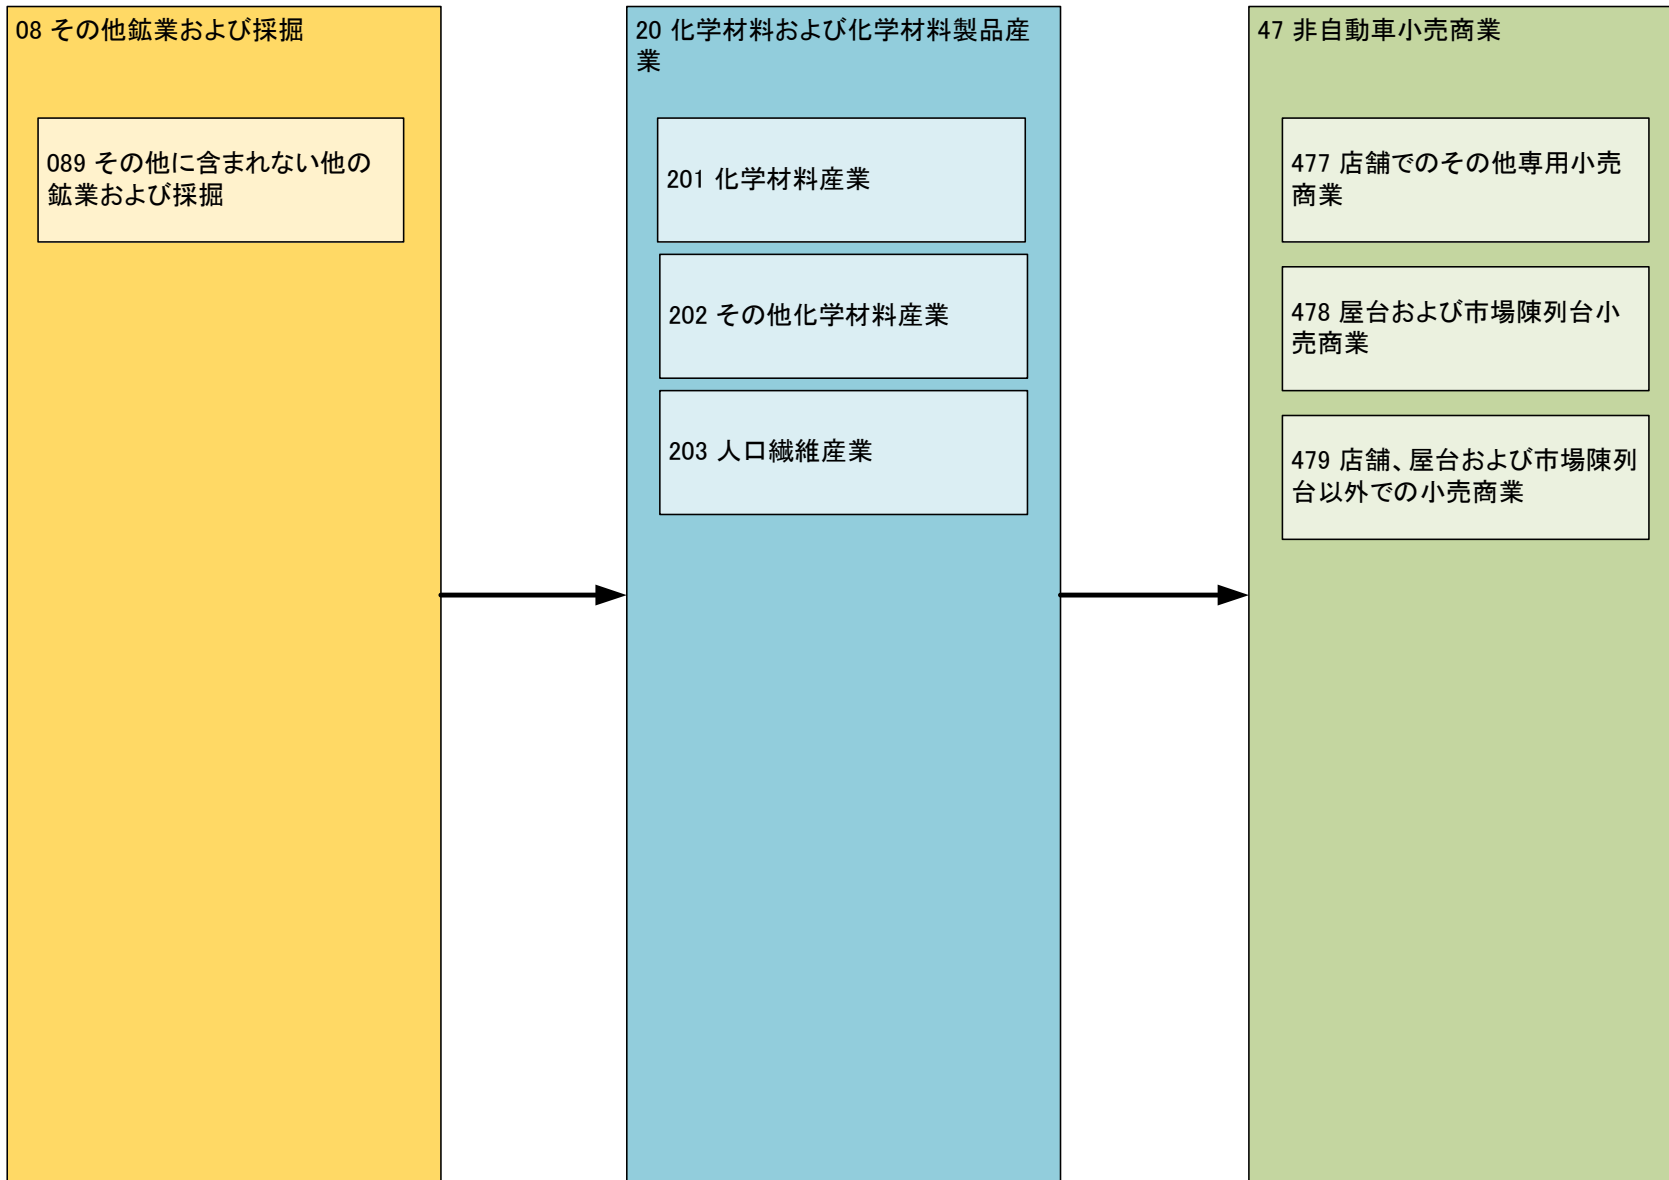 08 その他鉱業および採掘
089 その他に含まれない他の
鉱業および採掘
20 化学材料および化学材料製品産
業
201 化学材料産業
202 その他化学材料産業
203 人口繊維産業
47 非自動車小売商業
477 店舗でのその他専用小売
商業
478 屋台および市場陳列台小
売商業
479 店舗、屋台および市場陳列
台以外での小売商業